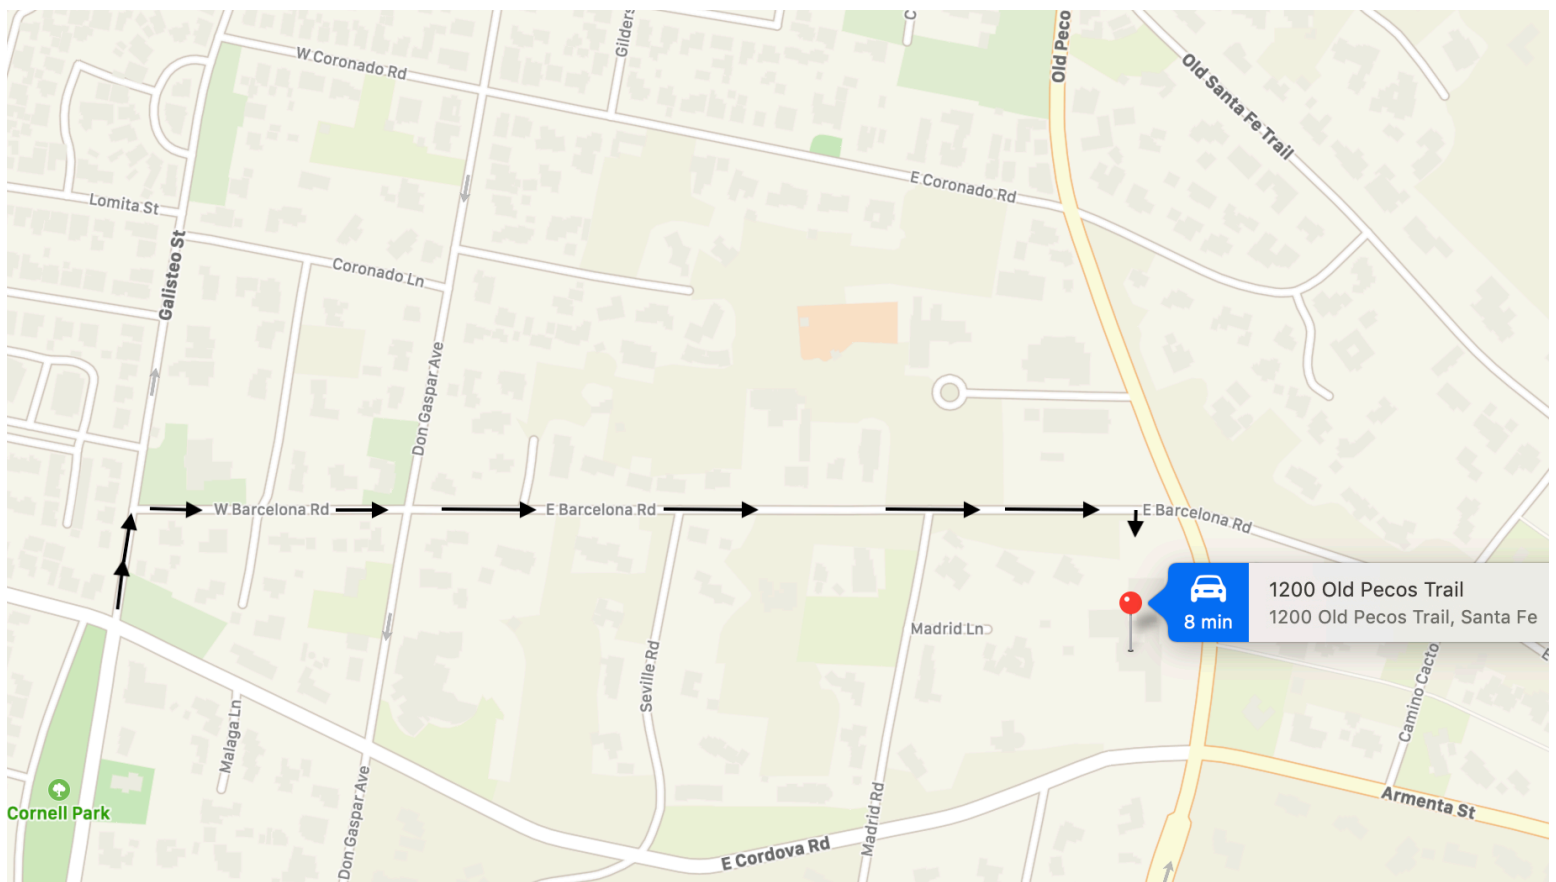 W Coronado Rd
Gilders
C
Old Peco
Old Santa Fe Trail
E Coronado Rd
Lomita St
Galisteo St
Coronado Ln
Don Gaspar Ave
W Barcelona Rd
E Barcelona Rd
E Barcelona Rd
1200 Old Pecos Trail
8 min
1200 Old Pecos Trail, Santa Fe
Madrid Ln
Seville Rd
Camino Cacto
E
Malaga Ln
Cornell Park
Don Gaspar Ave
Madrid Rd
E Cordova Rd
Armenta St